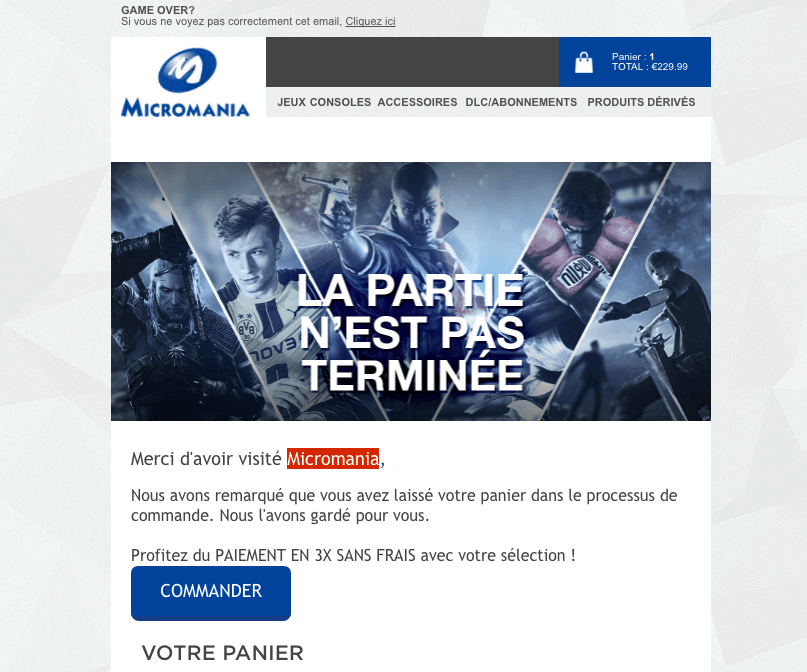 GAME OVER?
Si vous ne voyez pas correctement cet email, Cliquez ici
MICROMANIA
Panier : 1
TOTAL : €229.99
JEUX CONSOLES ACCESSOIRES DLC/ABONNEMENTS PRODUITS DÉRIVÉS
LA PARTIE
N'EST PAS
TERMINÉE
Merci d'avoir visité Micromania,
Nous avons remarqué que vous avez laissé votre panier dans le processus de
commande. Nous l'avons gardé pour vous.
Profitez du PAIEMENT EN 3X SANS FRAIS avec votre sélection !
COMMANDER
VOTRE PANIER